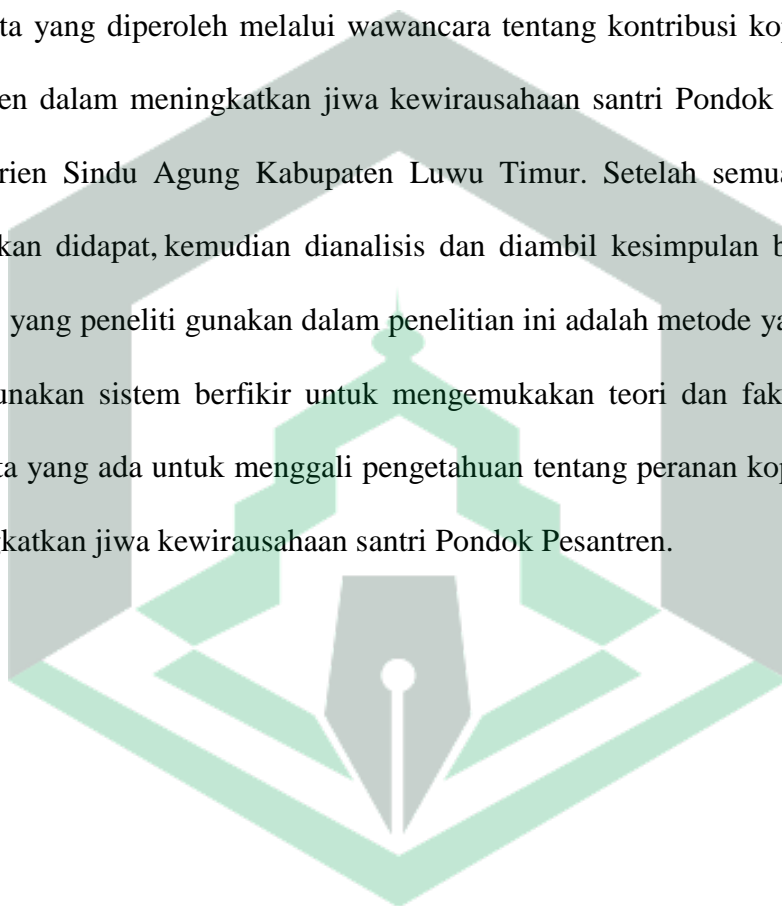 ta yang diperoleh melalui wawancara tentang kontribusi kop
en dalam meningkatkan jiwa kewirausahaan santri Pondok
rien Sindu Agung Kabupaten Luwu Timur. Setelah semua
kan didapat, kemudian dianalisis dan diambil kesimpulan b
yang peneliti gunakan dalam penelitian ini adalah metode ya
unakan sistem berfikir untuk mengemukakan teori dan fak
ta yang ada untuk menggali pengetahuan tentang peranan kop
gkatkan jiwa kewirausahaan santri Pondok Pesantren.